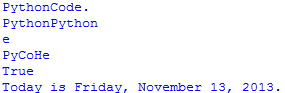 PythonCode.
PythonPython
e
PyCoHe
True
Today is Friday, November 13, 2013.